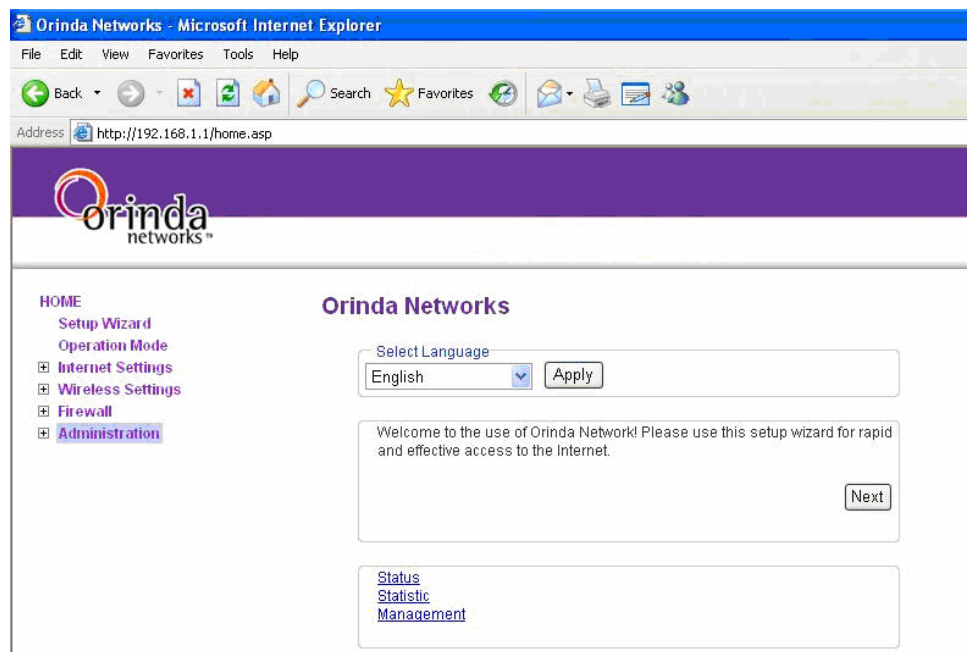 Orinda Networks - Microsoft Internet Explorer
File Edit View Favorites Tools Help
Back Search Favorites
Address http://192.168.1.1/home.asp
Orinda
networks™
HOME
Setup Wizard
Operation Mode
Internet Settings
Wireless Settings
Firewall
Administration
Orinda Networks
Select Language
English Apply
Welcome to the use of Orinda Network! Please use this setup wizard for rapid
and effective access to the Internet.
Next
Status
Statistic
Management